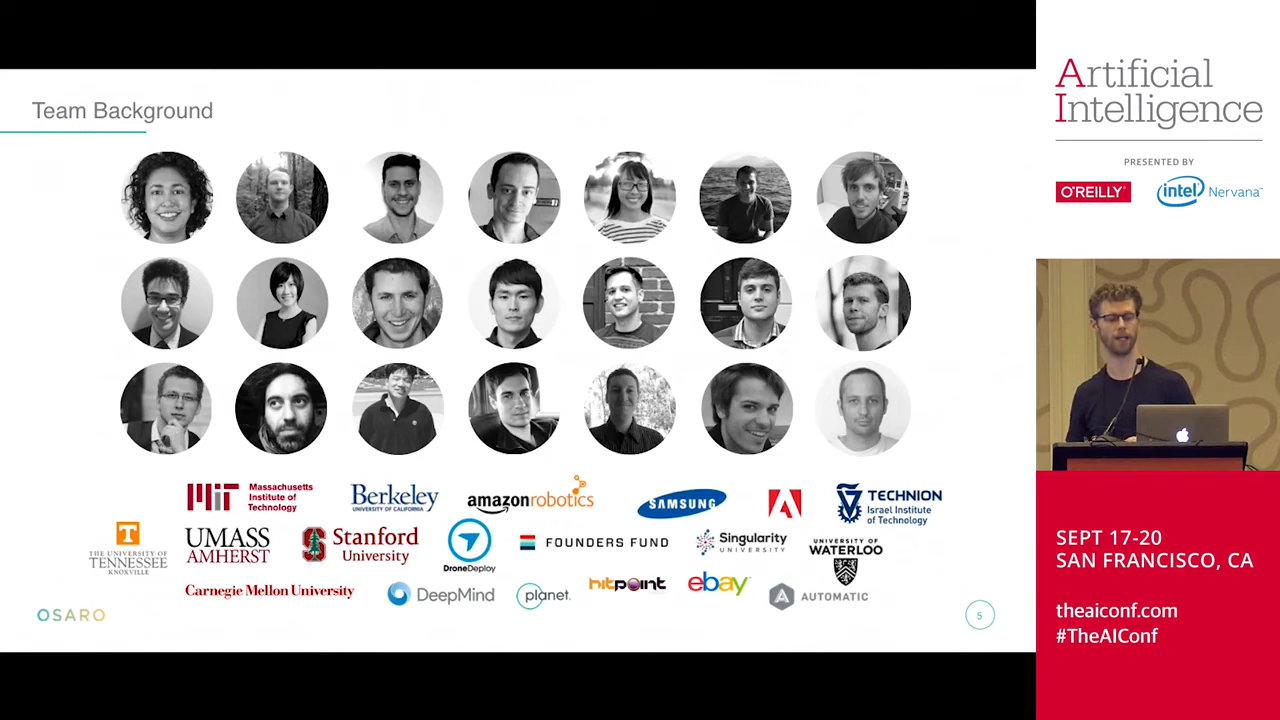 Team Background
Massachusetts
Institute of
Technology
Berkeley
UNIVERSITY OF CALIFORNIA
amazonrobotics
SAMSUNG
TECHNION
Israel Institute
of Technology
T
THE UNIVERSITY OF
TENNESSEE
KNOXVILLE
UMASS
AMHERST
Stanford
University
DroneDeploy
FOUNDERS FUND
Singularity
UNIVERSITY
UNIVERSITY OF
WATERLOO
Carnegie Mellon University
DeepMind
planet.
hitpoint
ebay
AUTOMATIC
OSARO
5
Artificial
Intelligence
PRESENTED BY
O'REILLY
intel Nervana
SEPT 17-20
SAN FRANCISCO, CA
theaiconf.com
#TheAIConf